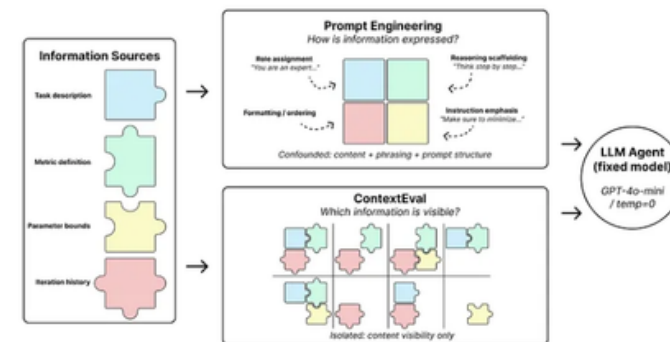 Information Sources
Task description
Metric definition
Parameter bounds
Iteration history
Prompt Engineering
How is information expressed?
Role assignment
"You are an expert..."
Reasoning scaffolding
"Think step by step..."
Formatting / ordering
Instruction emphasis
"Make sure to minimize..."
Confounded: content + phrasing + prompt structure
ContextEval
Which information is visible?
Isolated: content visibility only
LLM Agent
(fixed model)
GPT-4o-mini
/ temp=0